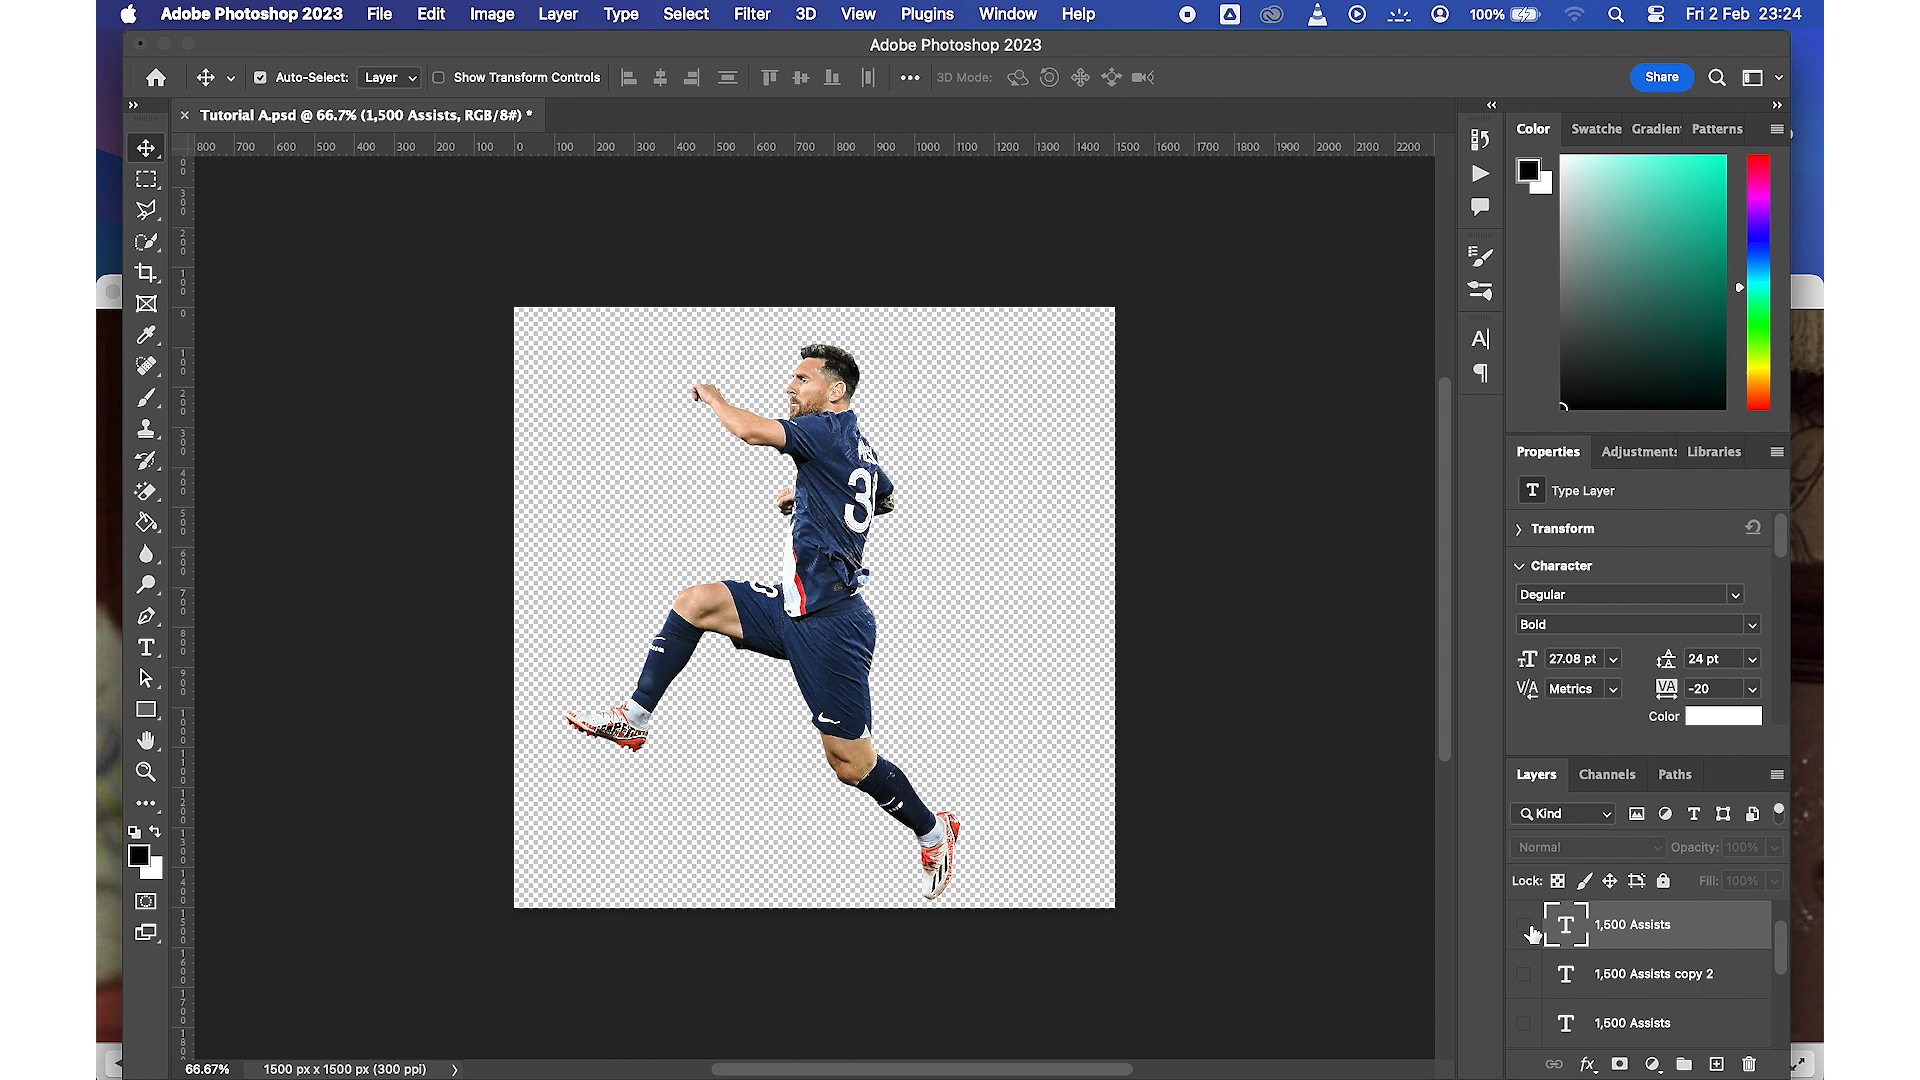 Adobe Photoshop 2023 File Edit Image Layer Type Select Filter 3D View Plugins Window Help 100% Fri 2 Feb 23:24
Adobe Photoshop 2023
Auto-Select: Layer Show Transform Controls 3D Mode: Share
Tutorial A.psd @ 66.7% (1,500 Assists, RGB/8#) *
800 700 600 500 400 300 200 100 0 100 200 300 400 500 600 700 800 900 1000 1100 1200 1300 1400 1500 1600 1700 1800 1900 2000 2100 2200
Color Swatche Gradien Patterns
Properties Adjustments Libraries
Type Layer
Transform
Character
Degular
Bold
27.08 pt 24 pt
Metrics -20
Color
Layers Channels Paths
Kind
Normal Opacity: 100%
Lock: Fill: 100%
1,500 Assists
1,500 Assists copy 2
1,500 Assists
66.67% 1500 px x 1500 px (300 ppi)